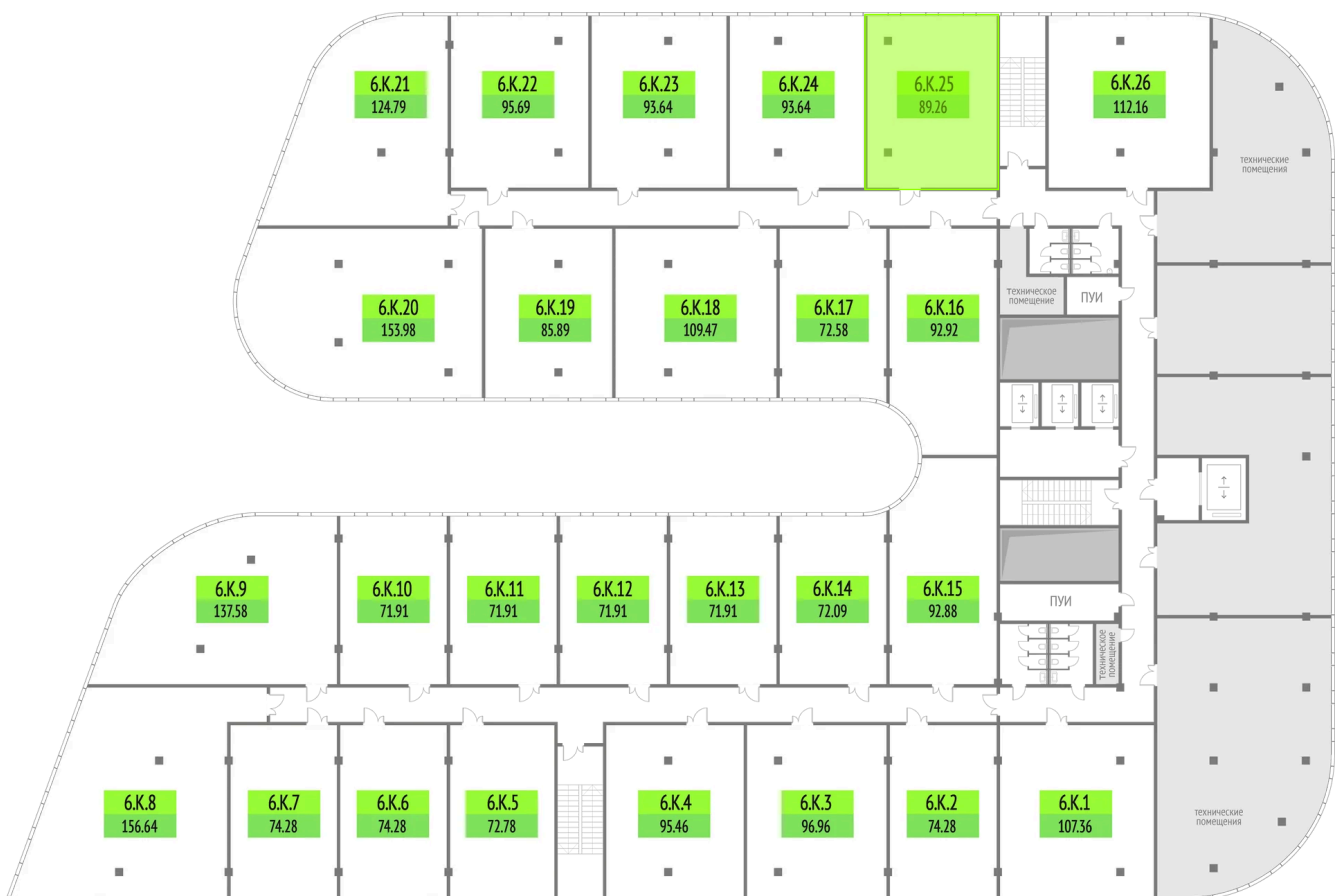 6.К.21
124.79
6.К.22
95.69
6.К.23
93.64
6.К.24
93.64
6.К.25
89.26
6.К.26
112.16
технические
помещения
6.К.20
153.98
6.К.19
85.89
6.К.18
109.47
6.К.17
72.58
6.К.16
92.92
техническое
помещение
ПУИ
6.К.9
137.58
6.К.10
71.91
6.К.11
71.91
6.К.12
71.91
6.К.13
71.91
6.К.14
72.09
6.К.15
92.88
ПУИ
техническое
помещение
6.К.8
156.64
6.К.7
74.28
6.К.6
74.28
6.К.5
72.78
6.К.4
95.46
6.К.3
96.96
6.К.2
74.28
6.К.1
107.36
технические
помещения